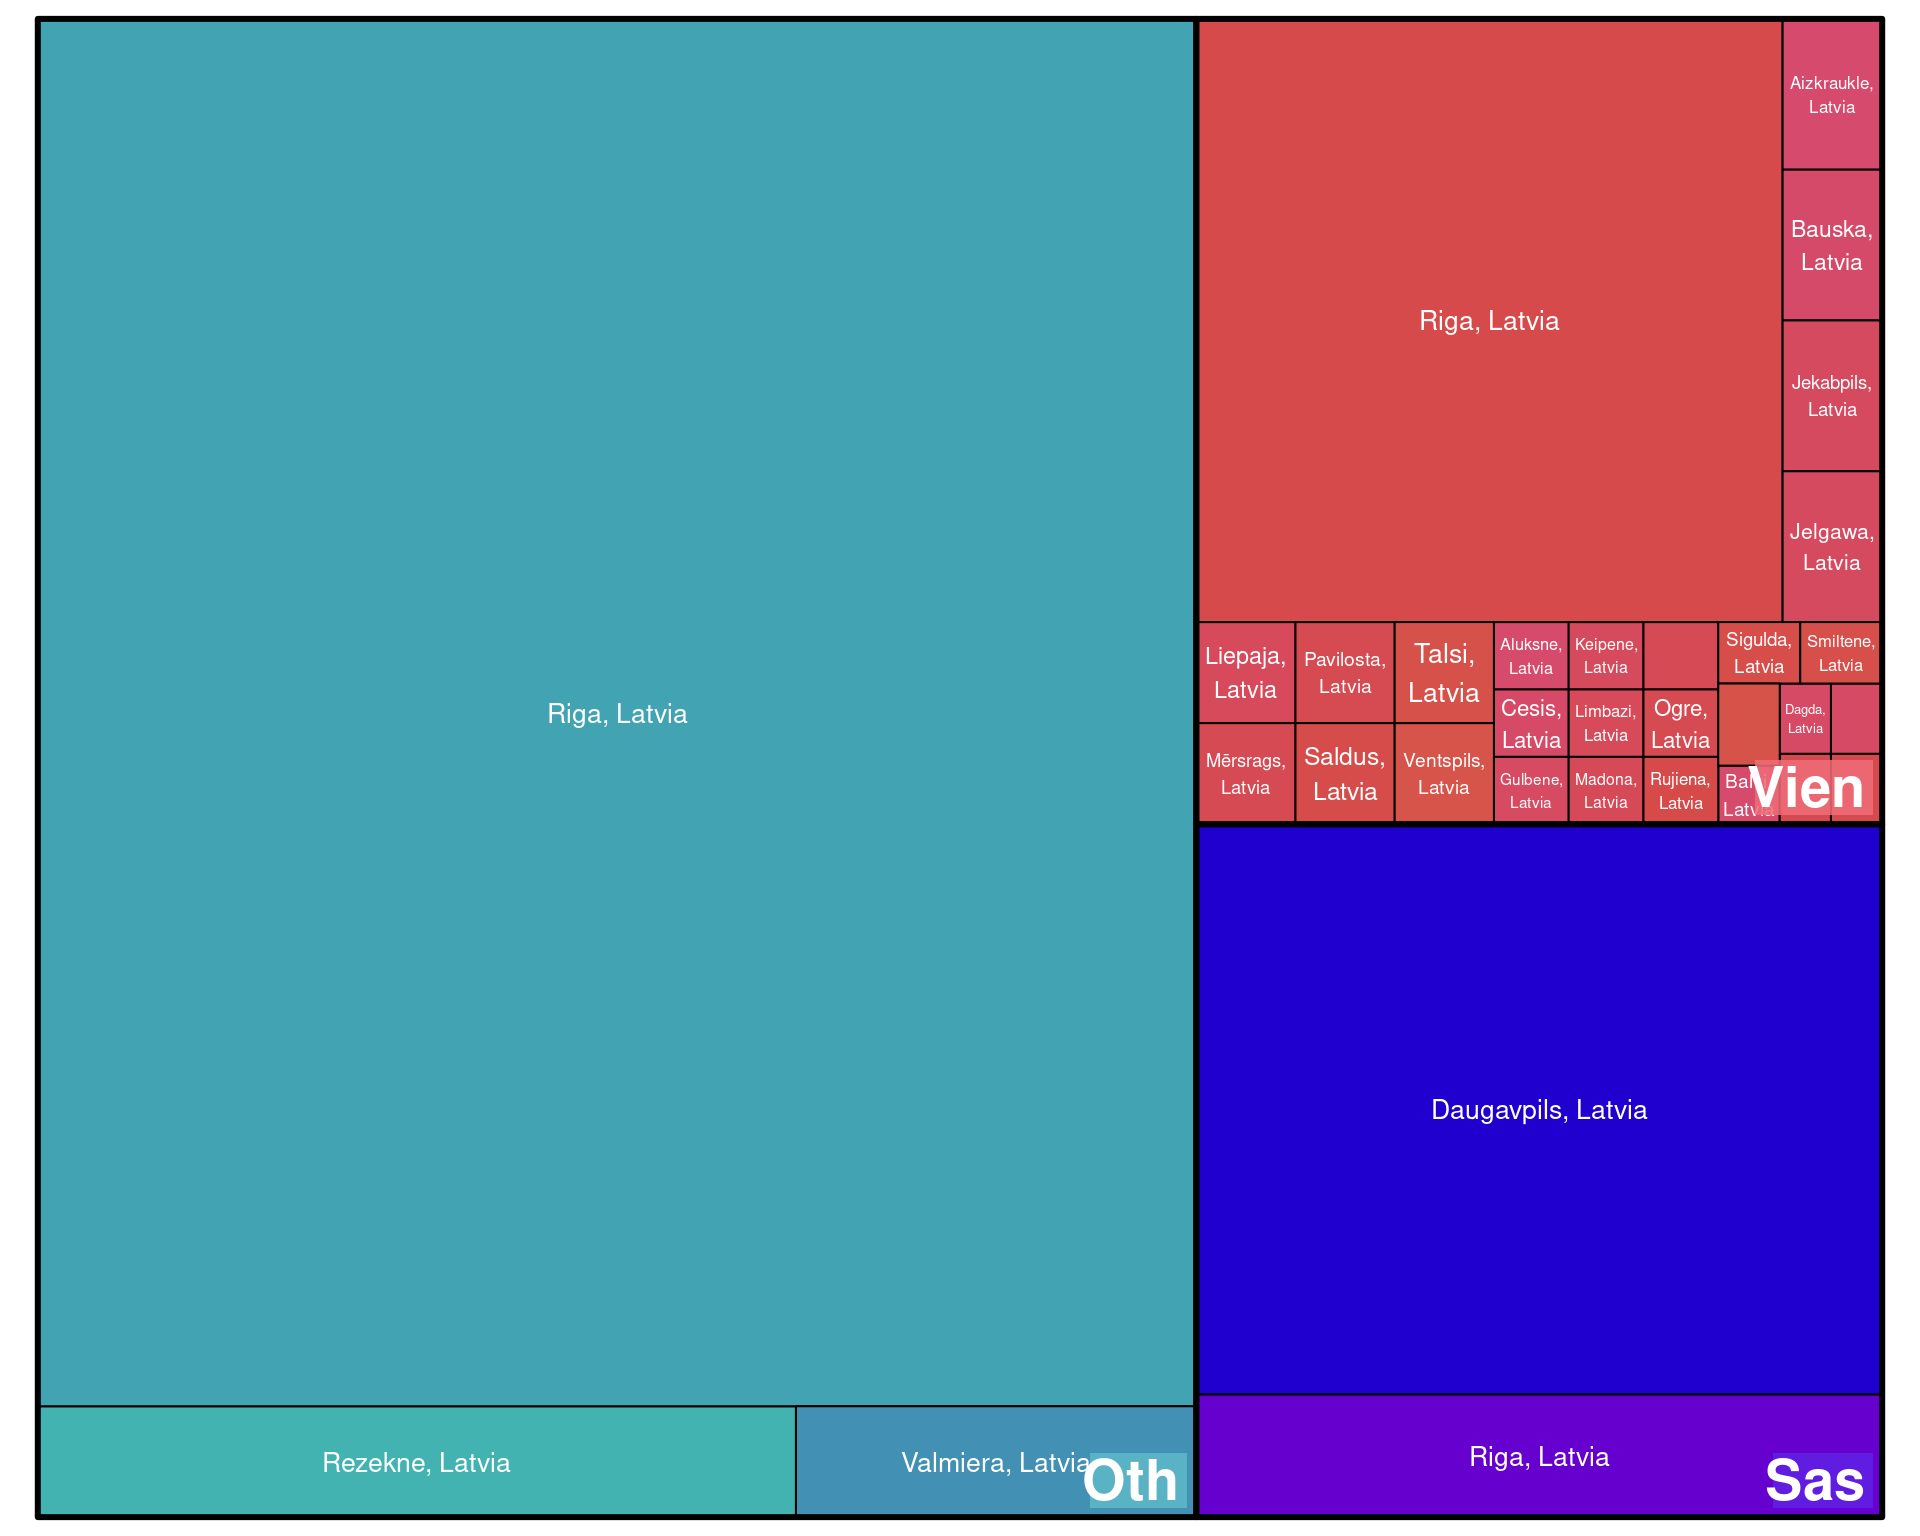 Riga, Latvia
Rezekne, Latvia
Valmiera, Latvia
Oth
Riga, Latvia
Aizkraukle,
Latvia
Bauska,
Latvia
Jekabpils,
Latvia
Jelgawa,
Latvia
Liepaja,
Latvia
Pavilosta,
Latvia
Talsi,
Latvia
Mērsrags,
Latvia
Saldus,
Latvia
Ventspils,
Latvia
Aluksne,
Latvia
Keipene,
Latvia
Cesis,
Latvia
Limbazi,
Latvia
Ogre,
Latvia
Gulbene,
Latvia
Madona,
Latvia
Rujiena,
Latvia
Sigulda,
Latvia
Smiltene,
Latvia
Dagda,
Latvia
Latvia
Vien
Daugavpils, Latvia
Riga, Latvia
Sas